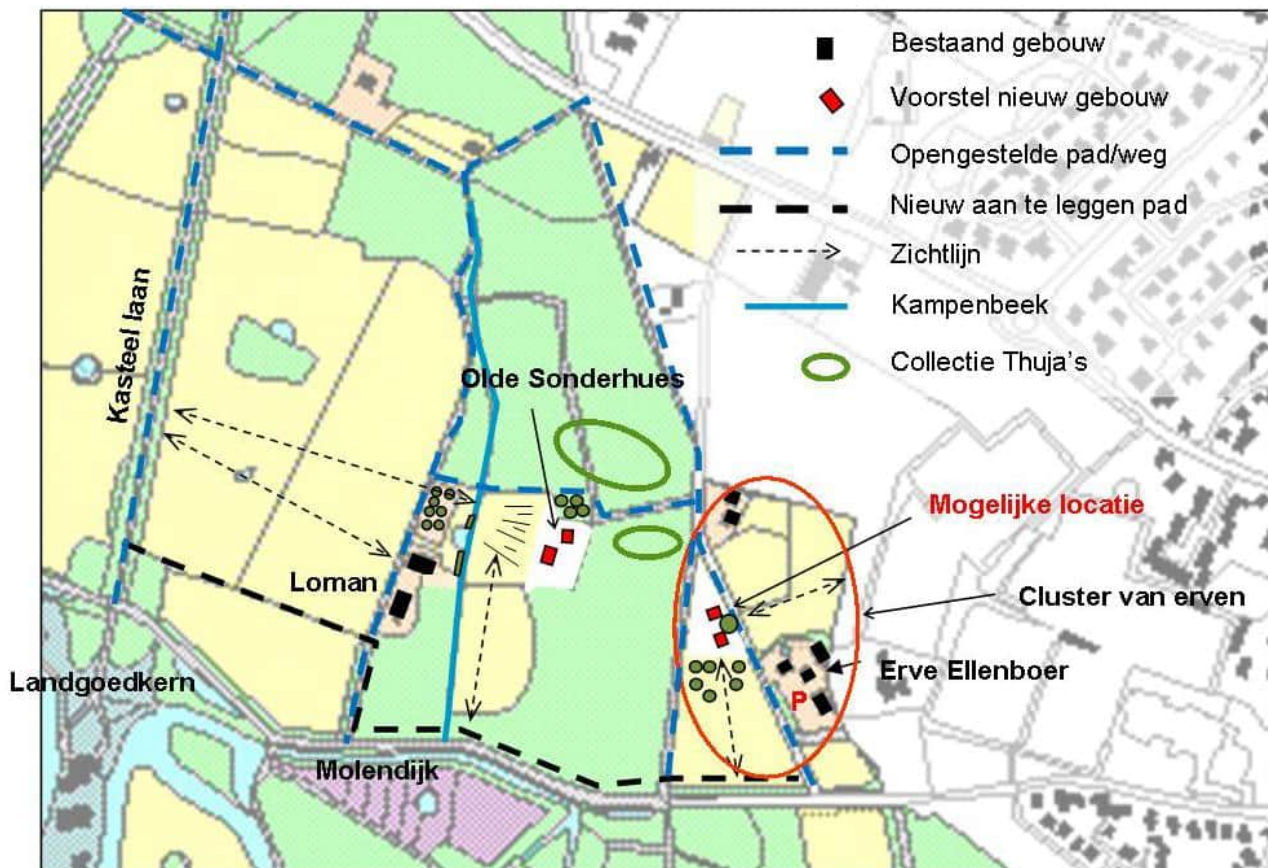 Bestaand gebouw
Voorstel nieuw gebouw
Opengestelde pad/weg
Nieuw aan te leggen pad
Zichtlijn
Kampenbeek
Collectie Thuja's
Kasteel laan
Olde Sonderhues
Mogelijke locatie
Loman
Cluster van erven
Erve Ellenboer
P
Landgoedkern
Molendijk